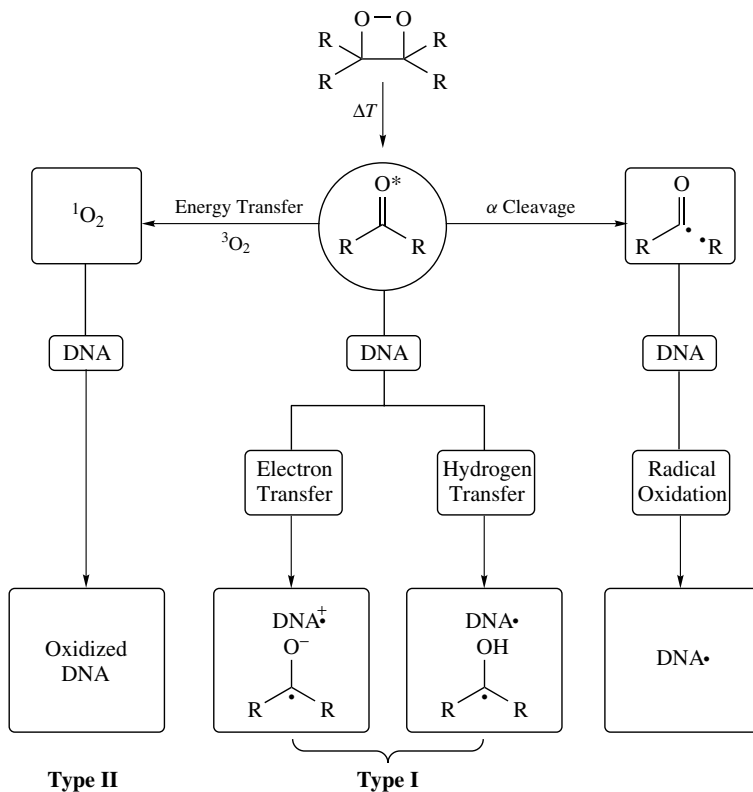 O–O
R R
R R
ΔT
¹O₂
Energy Transfer
³O₂
O*
R R
α Cleavage
O
R • •R
DNA
DNA
DNA
Electron
Transfer
Hydrogen
Transfer
Radical
Oxidation
Oxidized
DNA
DNA•⁺
O⁻
R • R
DNA•
OH
R • R
DNA•
Type II
Type I